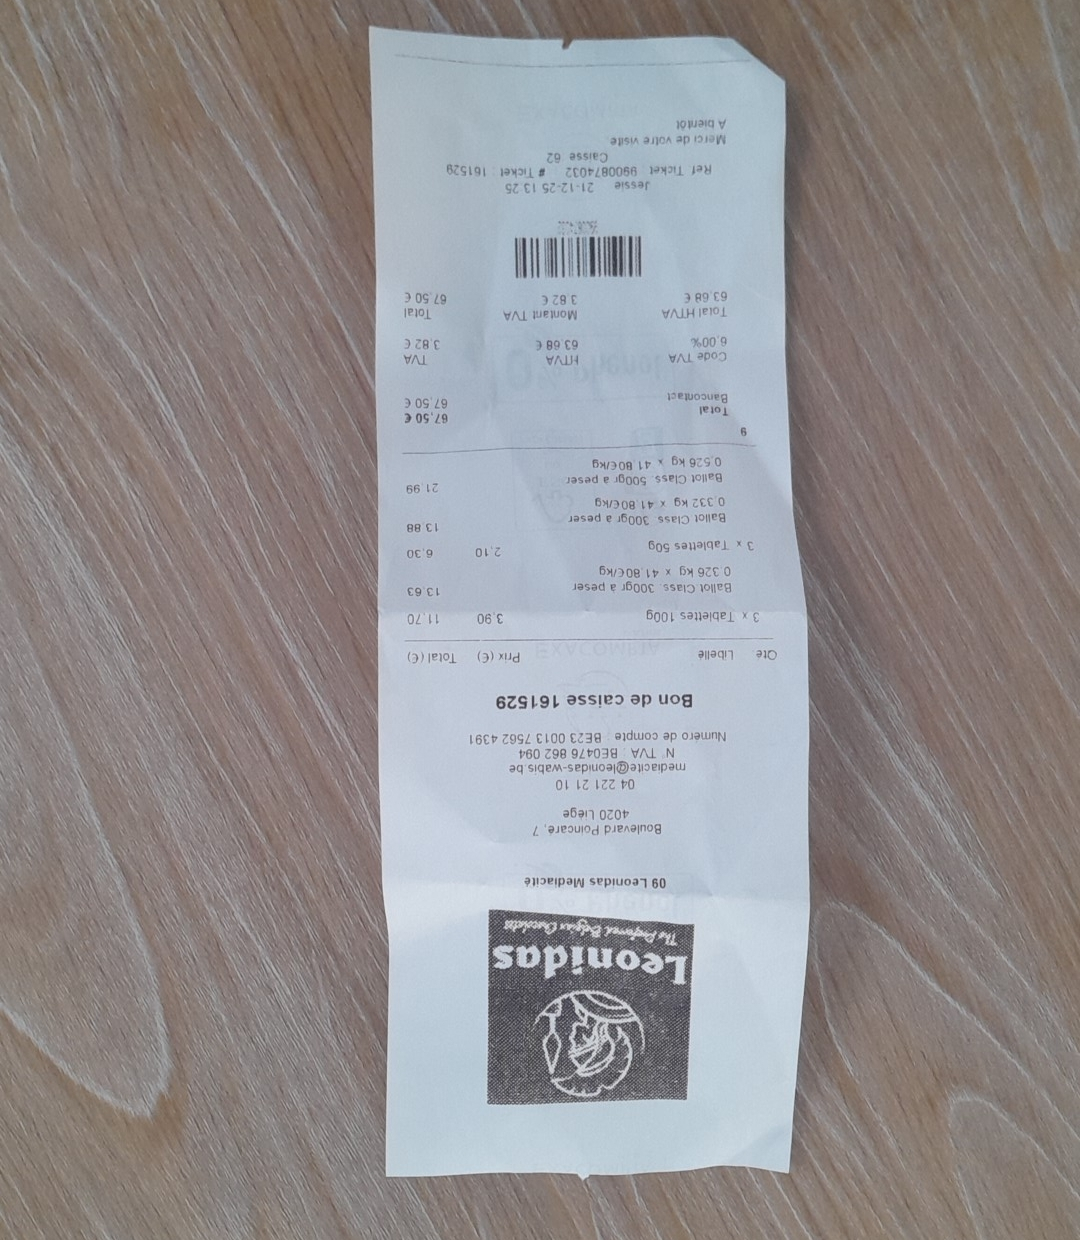 Leonidas
The Preferred Belgian Chocolates
09 Leonidas Mediacité
Boulevard Poincaré, 7
4020 Liège
04 221 21 10
mediacite@leonidas-wabis.be
N° TVA : BE0476 862 094
Numéro de compte : BE23 0013 7562 4391
Bon de caisse 161529
Qté Libellé Prix (€) Total (€)
3 x Tablettes 100g 3,90 11,70
Ballot Class. 300gr a peser 13,63
0,326 kg x 41,80€/kg
3 x Tablettes 50g 2,10 6,30
Ballot Class. 300gr a peser 13,88
0,332 kg x 41,80€/kg
Ballot Class. 500gr a peser 21,99
0,526 kg x 41,80€/kg
9
Total 67,50 €
Bancontact 67,50 €
Code TVA HTVA TVA
6,00% 63,68 € 3,82 €
Total HTVA Montant TVA Total
63,68 € 3,82 € 67,50 €
Jessie 21-12-25 13:25
Ref Ticket 9900874032 # Ticket : 161529
Caisse 62
Merci de votre visite
A bientôt